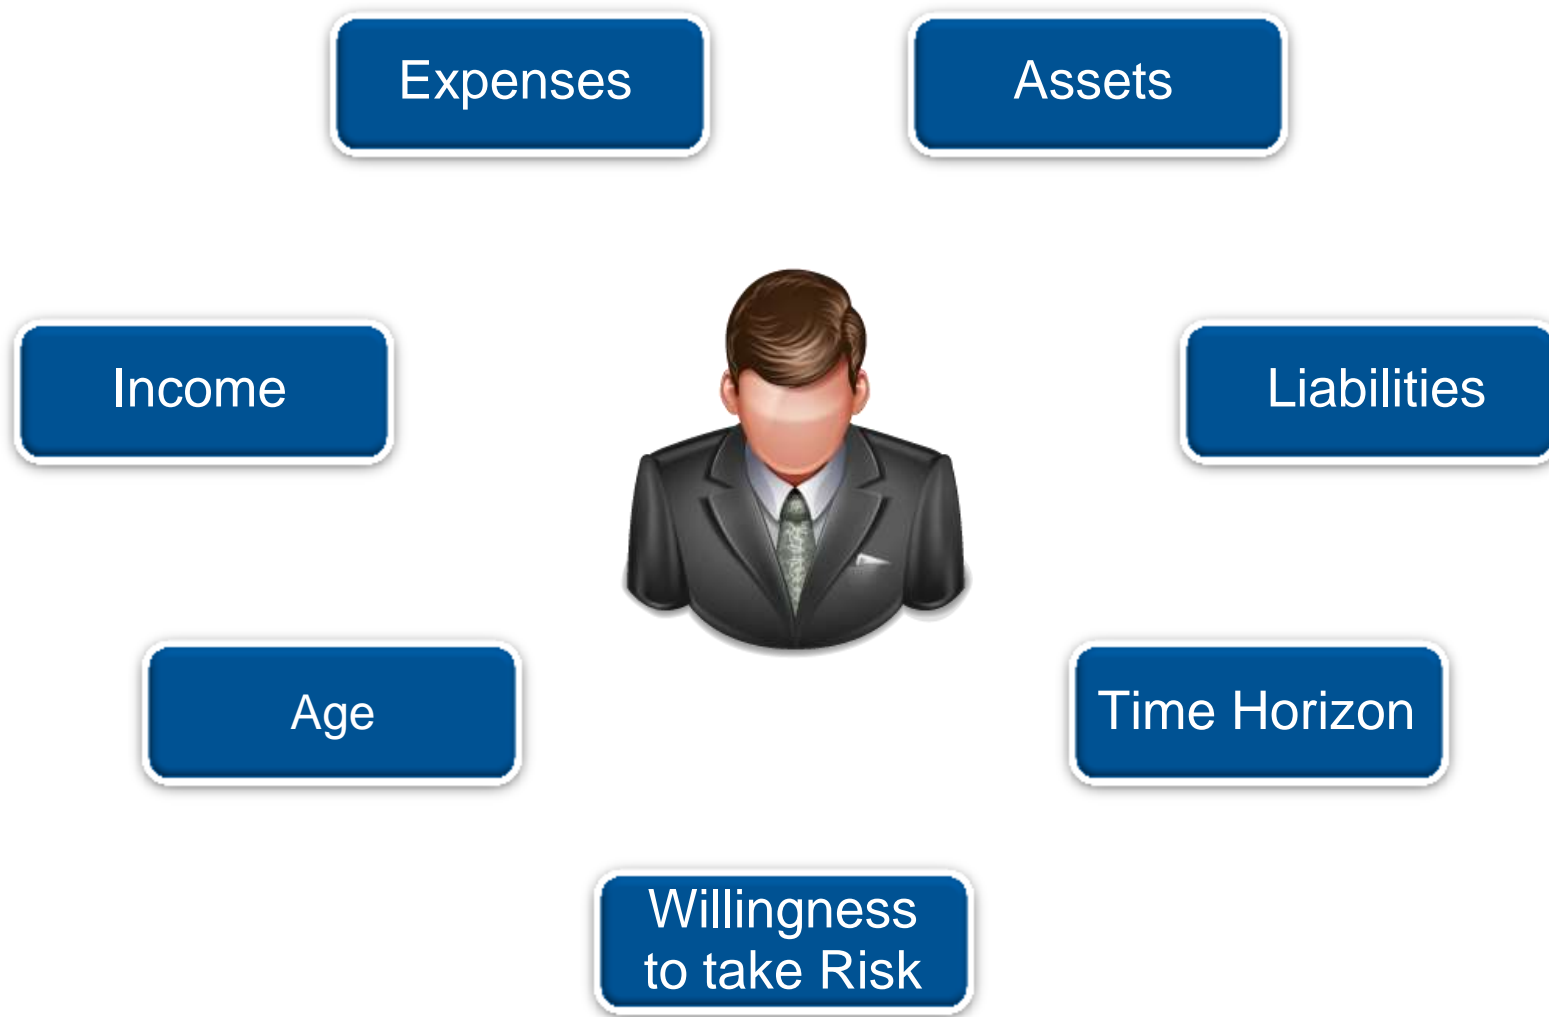 Expenses
Assets
Income
Liabilities
Age
Time Horizon
Willingness
to take Risk